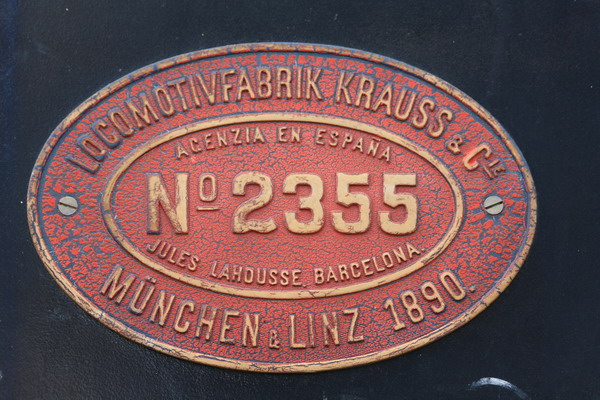 LOCOMOTIVFABRIK KRAUSS & CIE
AGENZIA EN ESPAÑA
No 2355
JULES LAHOUSSE, BARCELONA.
MÜNCHEN & LINZ 1890.